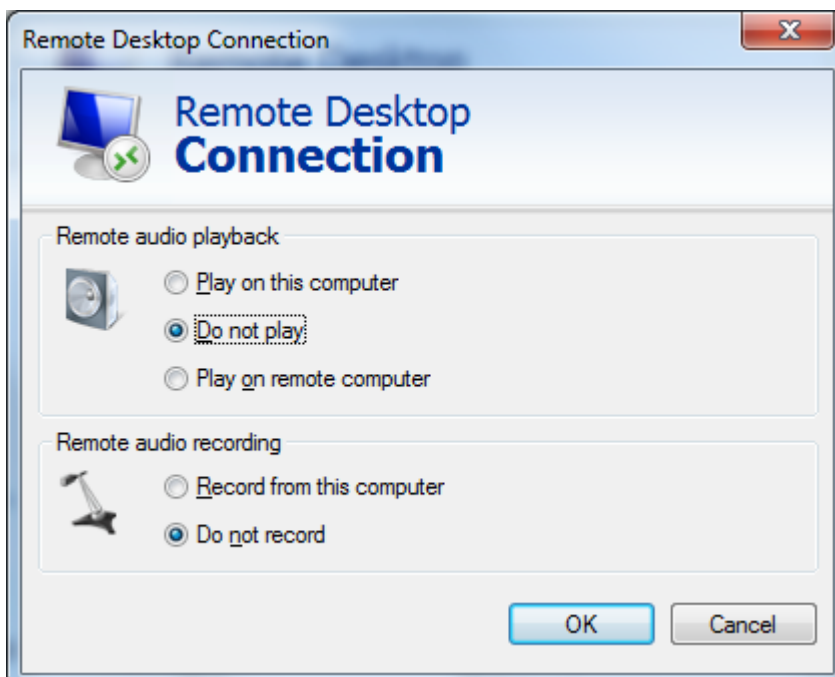 Remote Desktop Connection
Remote Desktop
Connection
Remote audio playback
Play on this computer
Do not play
Play on remote computer
Remote audio recording
Record from this computer
Do not record
OK
Cancel